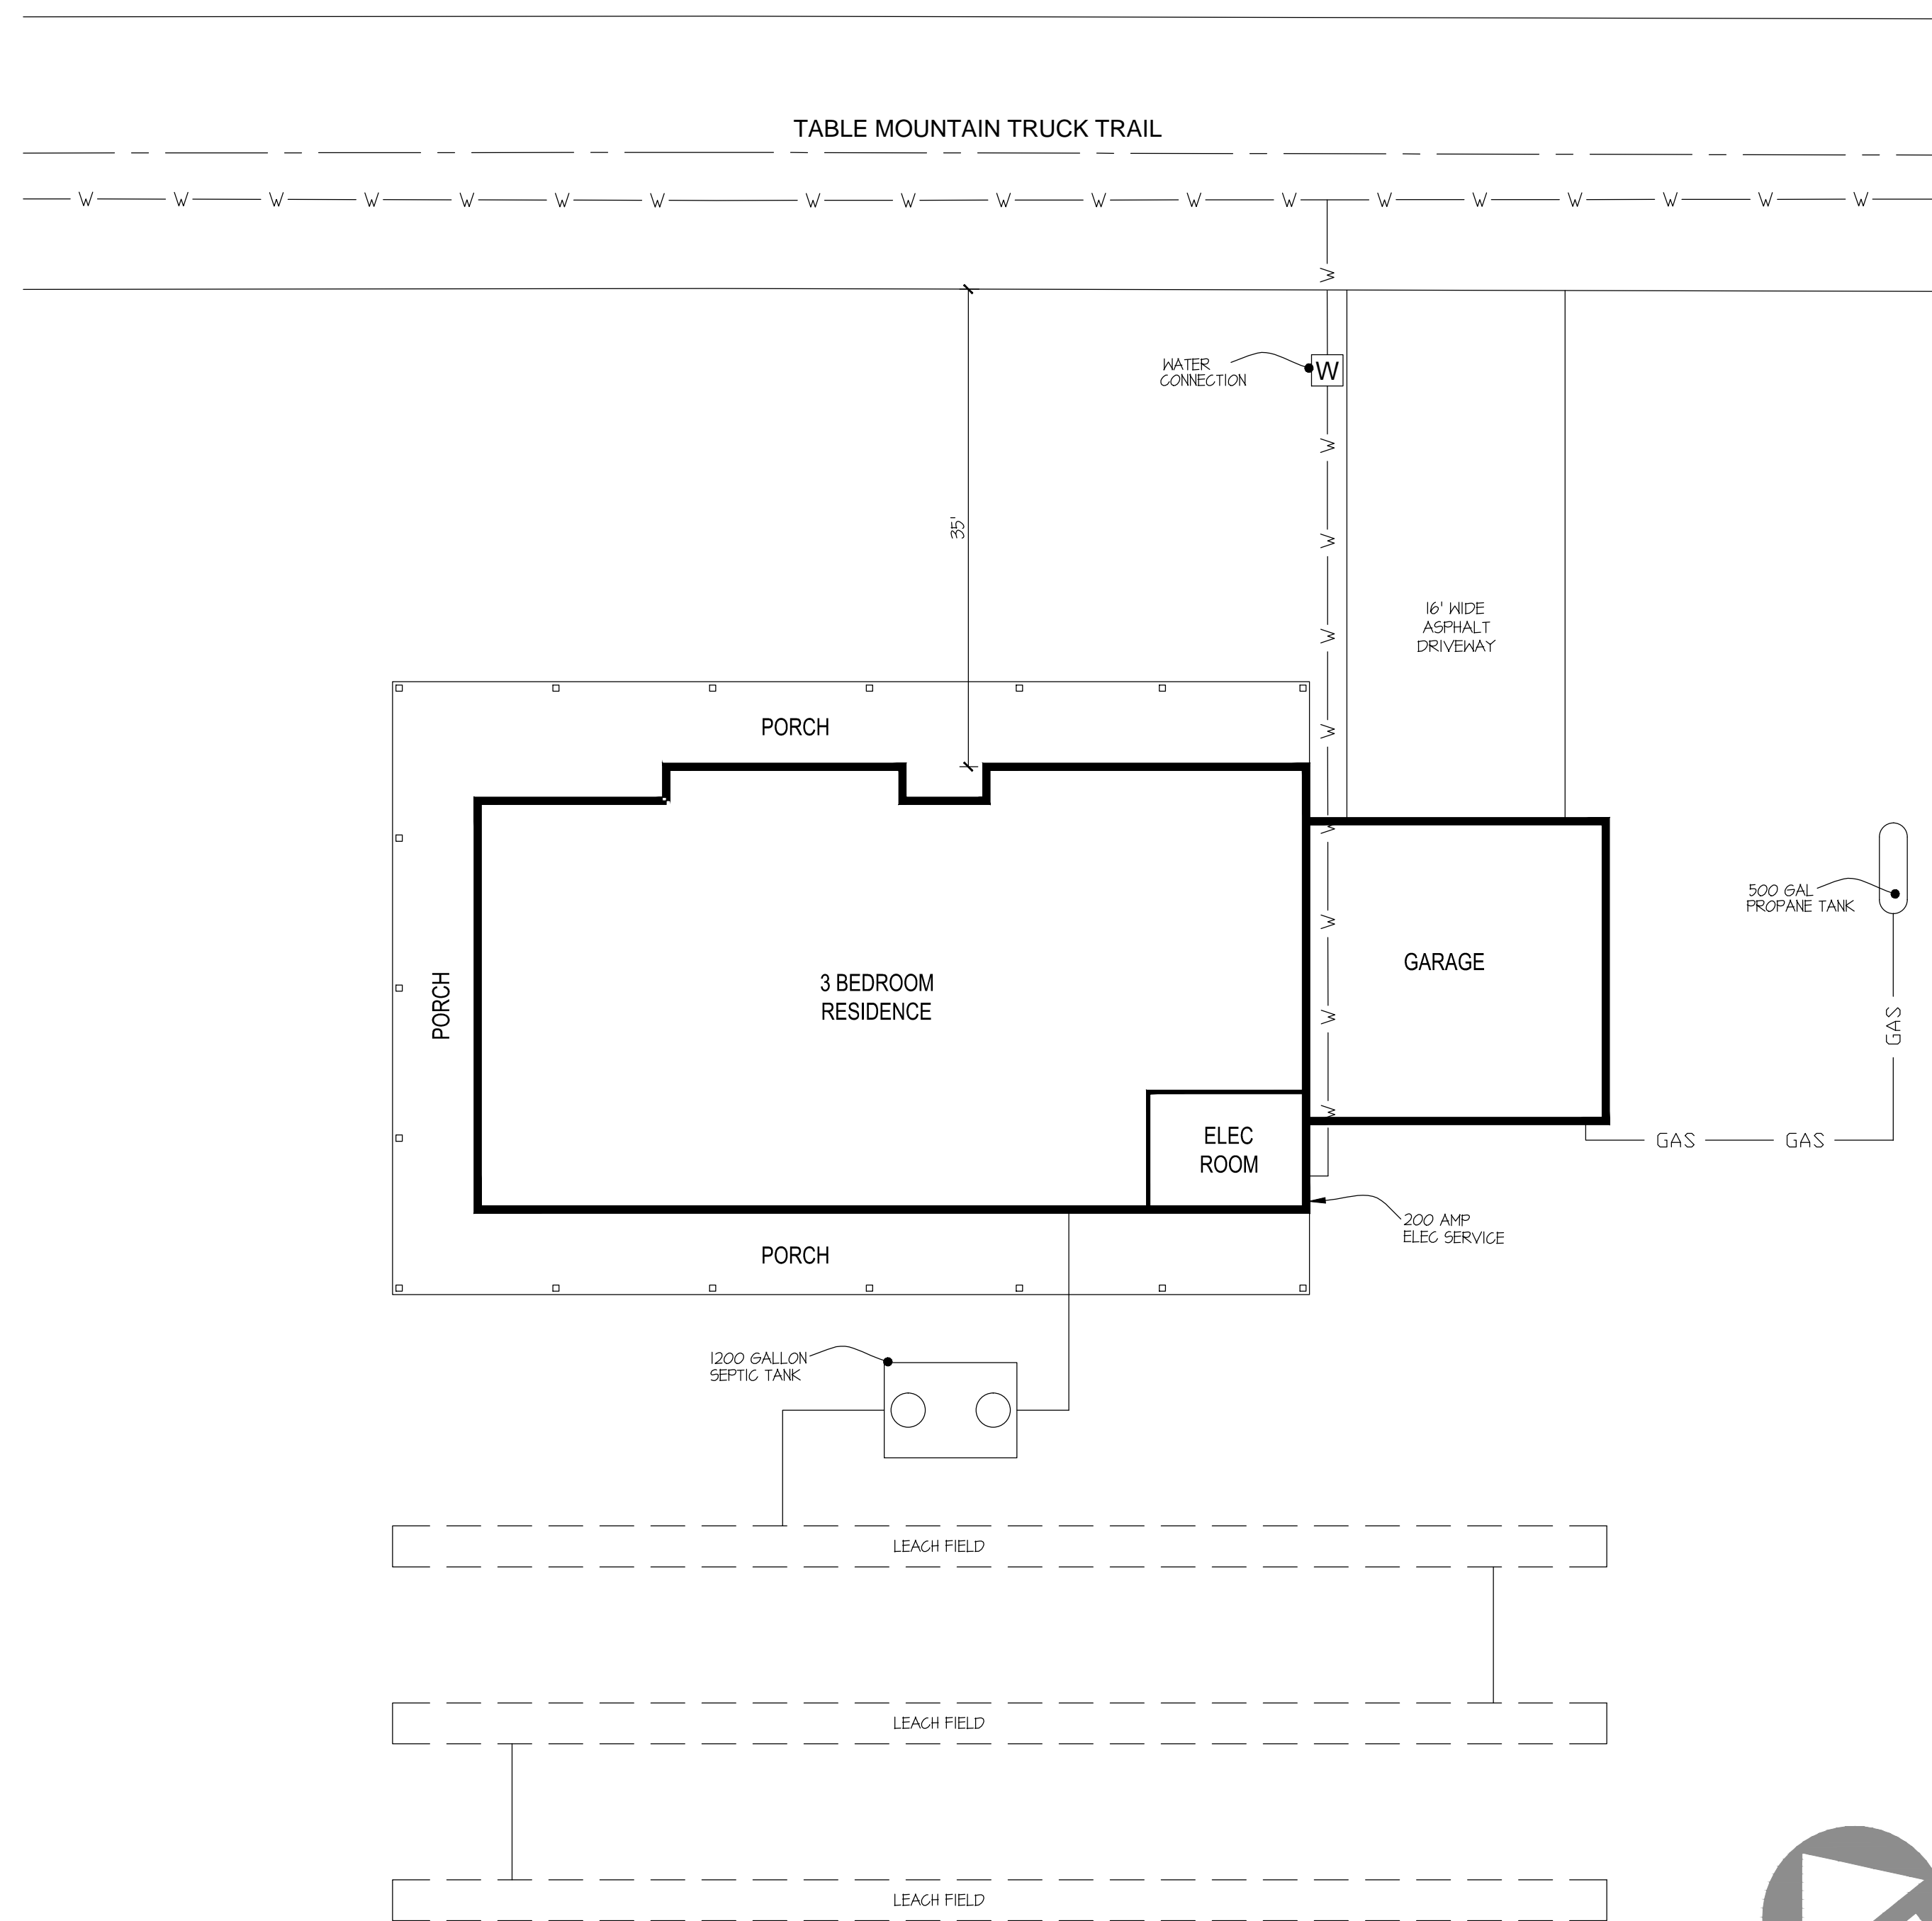 TABLE MOUNTAIN TRUCK TRAIL
W W W W W W W W W W W W W W W W W W W
W
WATER
CONNECTION
W
W
W
35'
16' WIDE
ASPHALT
DRIVEWAY
W
PORCH
W
W
500 GAL
PROPANE TANK
W
GARAGE
3 BEDROOM
RESIDENCE
PORCH
W
GAS
W
ELEC
ROOM
GAS GAS
200 AMP
ELEC SERVICE
PORCH
1200 GALLON
SEPTIC TANK
LEACH FIELD
LEACH FIELD
LEACH FIELD